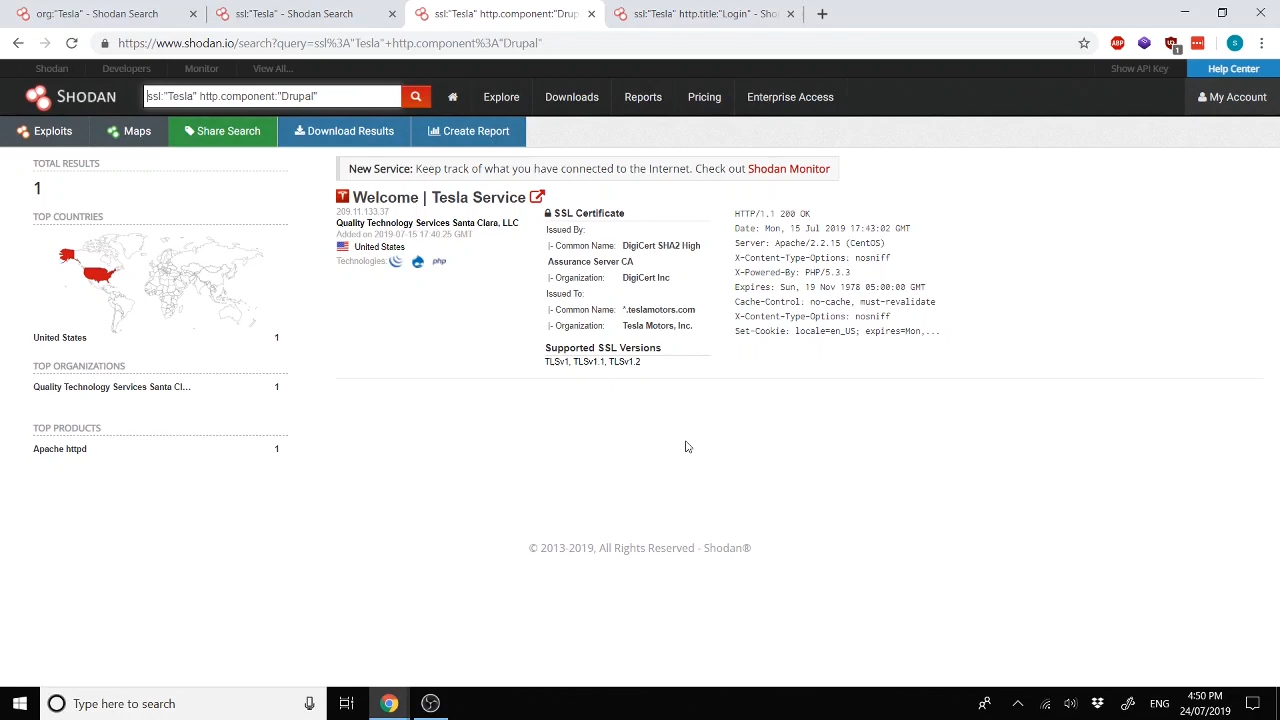 org:"Tesla" - Shodan Search
ssl:"Tesla" - Shodan Search
ssl:"Tesla" http.component:"Drup
ssl:"Tesla" http.title:"Login" - Sho
https://www.shodan.io/search?query=ssl%3A"Tesla"+http.component%3A"Drupal"
ABP
1
S
Shodan
Developers
Monitor
View All...
Show API Key
Help Center
SHODAN
ssl:"Tesla" http.component:"Drupal"
Explore
Downloads
Reports
Pricing
Enterprise Access
My Account
Exploits
Maps
Share Search
Download Results
Create Report
TOTAL RESULTS
1
TOP COUNTRIES
United States 1
TOP ORGANIZATIONS
Quality Technology Services Santa Cl... 1
TOP PRODUCTS
Apache httpd 1
New Service: Keep track of what you have connected to the Internet. Check out Shodan Monitor
Welcome | Tesla Service
209.11.133.37
Quality Technology Services Santa Clara, LLC
Added on 2019-07-15 17:40:25 GMT
United States
Technologies: php
SSL Certificate
Issued By:
|- Common Name: DigiCert SHA2 High
Assurance Server CA
|- Organization: DigiCert Inc
Issued To:
|- Common Name: *.teslamotors.com
|- Organization: Tesla Motors, Inc.
Supported SSL Versions
TLSv1, TLSv1.1, TLSv1.2
HTTP/1.1 200 OK
Date: Mon, 15 Jul 2019 17:43:02 GMT
Server: Apache/2.2.15 (CentOS)
X-Content-Type-Options: nosniff
X-Powered-By: PHP/5.3.3
Expires: Sun, 19 Nov 1978 05:00:00 GMT
Cache-Control: no-cache, must-revalidate
X-Content-Type-Options: nosniff
Set-Cookie: locale=en_US; expires=Mon,...
© 2013-2019, All Rights Reserved - Shodan®
Type here to search
ENG
4:50 PM
24/07/2019